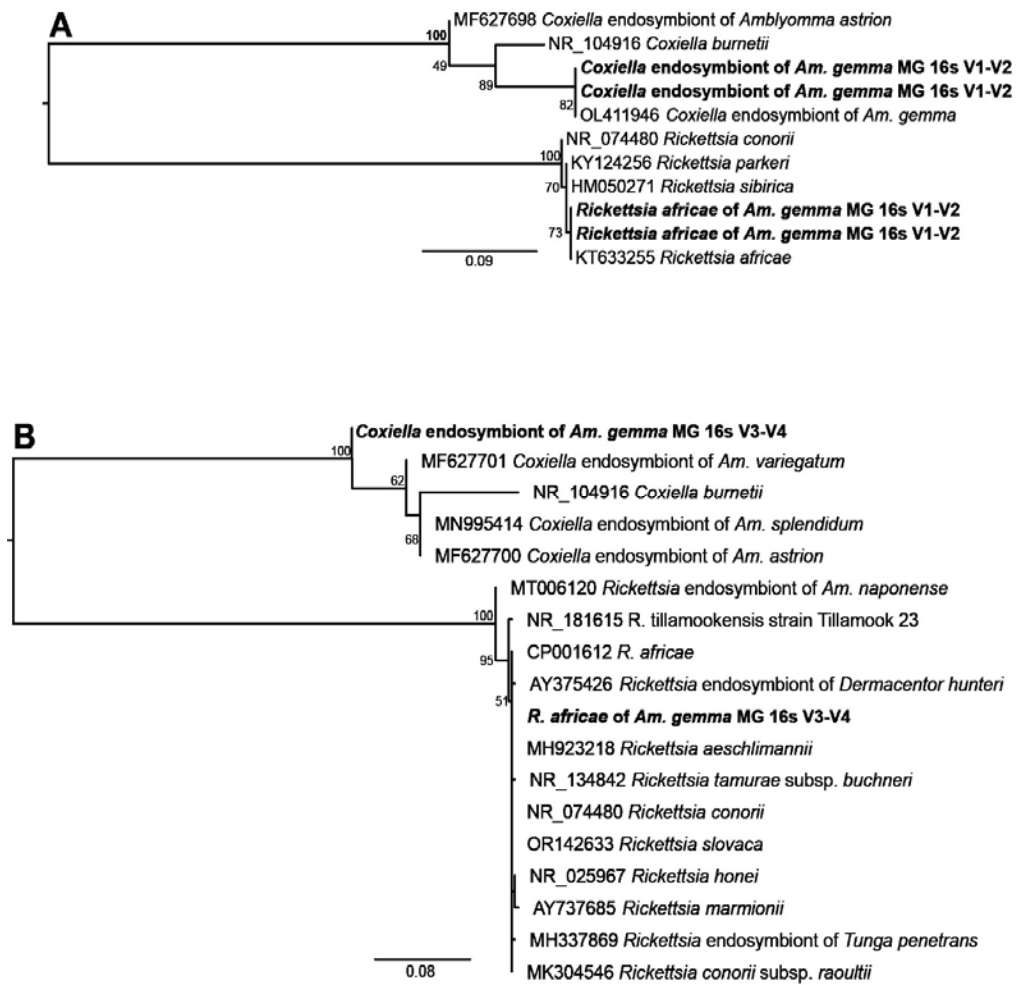 A
MF627698 Coxiella endosymbiont of Amblyomma astrion
100
NR_104916 Coxiella burnetii
49
Coxiella endosymbiont of Am. gemma MG 16s V1-V2
89
Coxiella endosymbiont of Am. gemma MG 16s V1-V2
82
OL411946 Coxiella endosymbiont of Am. gemma
NR_074480 Rickettsia conorii
100
KY124256 Rickettsia parkeri
70
HM050271 Rickettsia sibirica
Rickettsia africae of Am. gemma MG 16s V1-V2
73
Rickettsia africae of Am. gemma MG 16s V1-V2
KT633255 Rickettsia africae
0.09
B
Coxiella endosymbiont of Am. gemma MG 16s V3-V4
100
MF627701 Coxiella endosymbiont of Am. variegatum
62
NR_104916 Coxiella burnetii
MN995414 Coxiella endosymbiont of Am. splendidum
68
MF627700 Coxiella endosymbiont of Am. astrion
MT006120 Rickettsia endosymbiont of Am. naponense
100
NR_181615 R. tillamookensis strain Tillamook 23
CP001612 R. africae
95
AY375426 Rickettsia endosymbiont of Dermacentor hunteri
51
R. africae of Am. gemma MG 16s V3-V4
MH923218 Rickettsia aeschlimannii
NR_134842 Rickettsia tamurae subsp. buchneri
NR_074480 Rickettsia conorii
OR142633 Rickettsia slovaca
NR_025967 Rickettsia honei
AY737685 Rickettsia marmionii
MH337869 Rickettsia endosymbiont of Tunga penetrans
MK304546 Rickettsia conorii subsp. raoultii
0.08